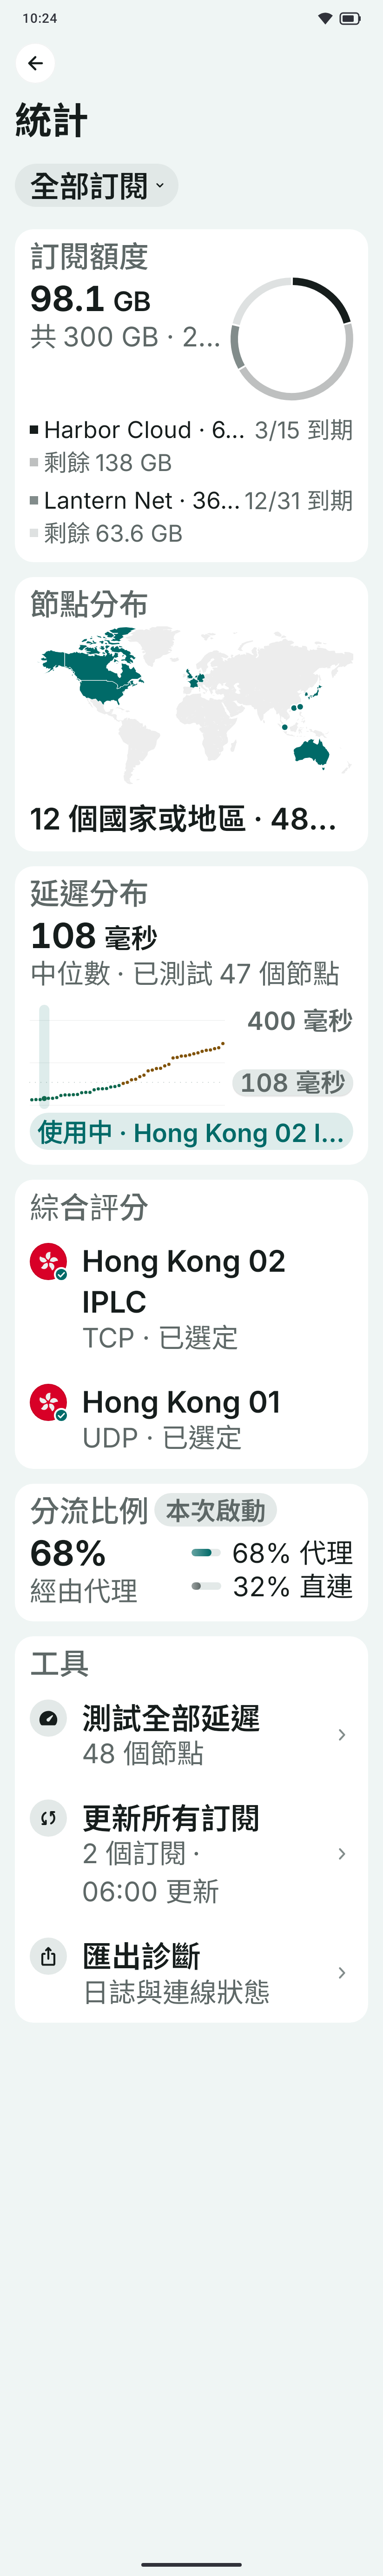 10:24
統計
全部訂閱
訂閱額度
98.1 GB
共 300 GB · 2...
Harbor Cloud · 6... 3/15 到期
剩餘 138 GB
Lantern Net · 36... 12/31 到期
剩餘 63.6 GB
節點分布
12 個國家或地區 · 48...
延遲分布
108 毫秒
中位數 · 已測試 47 個節點
400 毫秒
108 毫秒
使用中 · Hong Kong 02 I...
綜合評分
Hong Kong 02
IPLC
TCP · 已選定
Hong Kong 01
UDP · 已選定
分流比例 本次啟動
68%
經由代理
68% 代理
32% 直連
工具
測試全部延遲
48 個節點
更新所有訂閱
2 個訂閱 ·
06:00 更新
匯出診斷
日誌與連線狀態